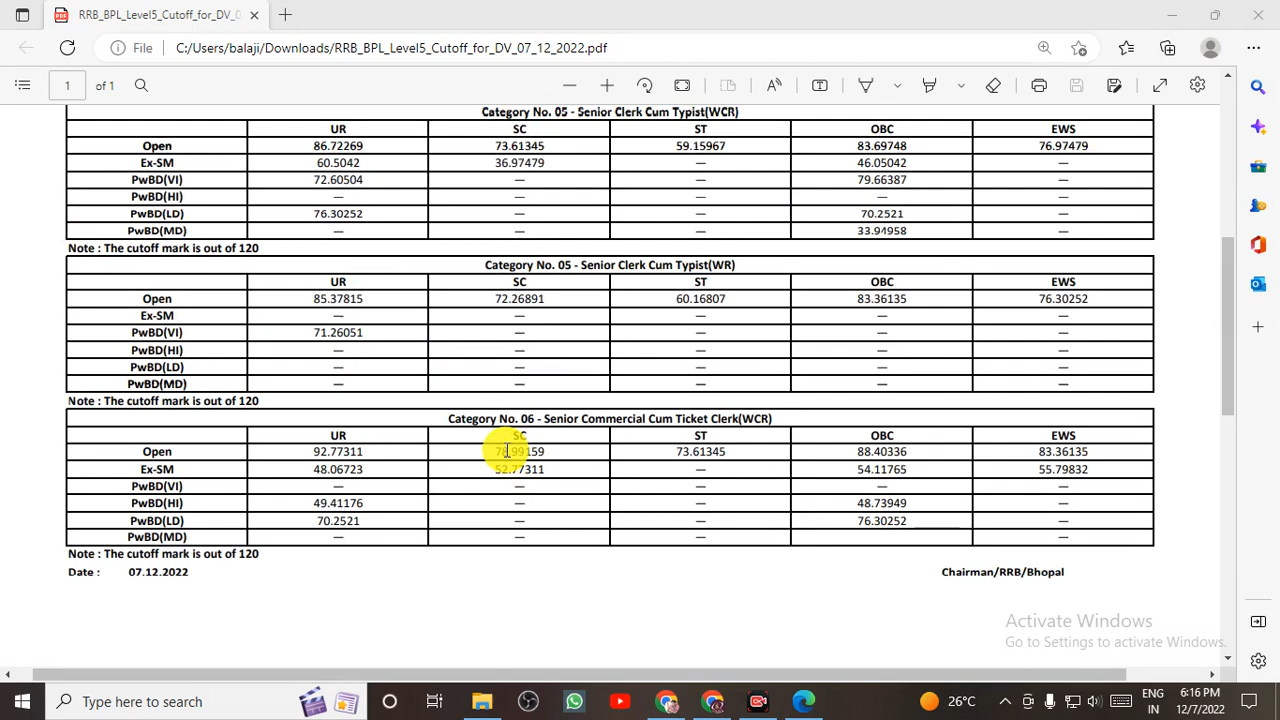 RRB_BPL_Level5_Cutoff_for_DV_0
File C:/Users/balaji/Downloads/RRB_BPL_Level5_Cutoff_for_DV_07_12_2022.pdf
1 of 1
Category No. 05 - Senior Clerk Cum Typist(WCR)
UR SC ST OBC EWS
Open 86.72269 73.61345 59.15967 83.69748 76.97479
Ex-SM 60.5042 36.97479 — 46.05042 —
PwBD(VI) 72.60504 — — 79.66387 —
PwBD(HI) — — — — —
PwBD(LD) 76.30252 — — 70.2521 —
PwBD(MD) — — — 33.94958 —
Note : The cutoff mark is out of 120
Category No. 05 - Senior Clerk Cum Typist(WR)
UR SC ST OBC EWS
Open 85.37815 72.26891 60.16807 83.36135 76.30252
Ex-SM — — — — —
PwBD(VI) 71.26051 — — — —
PwBD(HI) — — — — —
PwBD(LD) — — — — —
PwBD(MD) — — — — —
Note : The cutoff mark is out of 120
Category No. 06 - Senior Commercial Cum Ticket Clerk(WCR)
UR SC ST OBC EWS
Open 92.77311 78.99159 73.61345 88.40336 83.36135
Ex-SM 48.06723 52.77311 — 54.11765 55.79832
PwBD(VI) — — — — —
PwBD(HI) 49.41176 — — 48.73949 —
PwBD(LD) 70.2521 — — 76.30252 —
PwBD(MD) — — — —
Note : The cutoff mark is out of 120
Date : 07.12.2022 Chairman/RRB/Bhopal
Activate Windows
Go to Settings to activate Windows.
Type here to search
26°C
ENG
IN
6:16 PM
12/7/2022